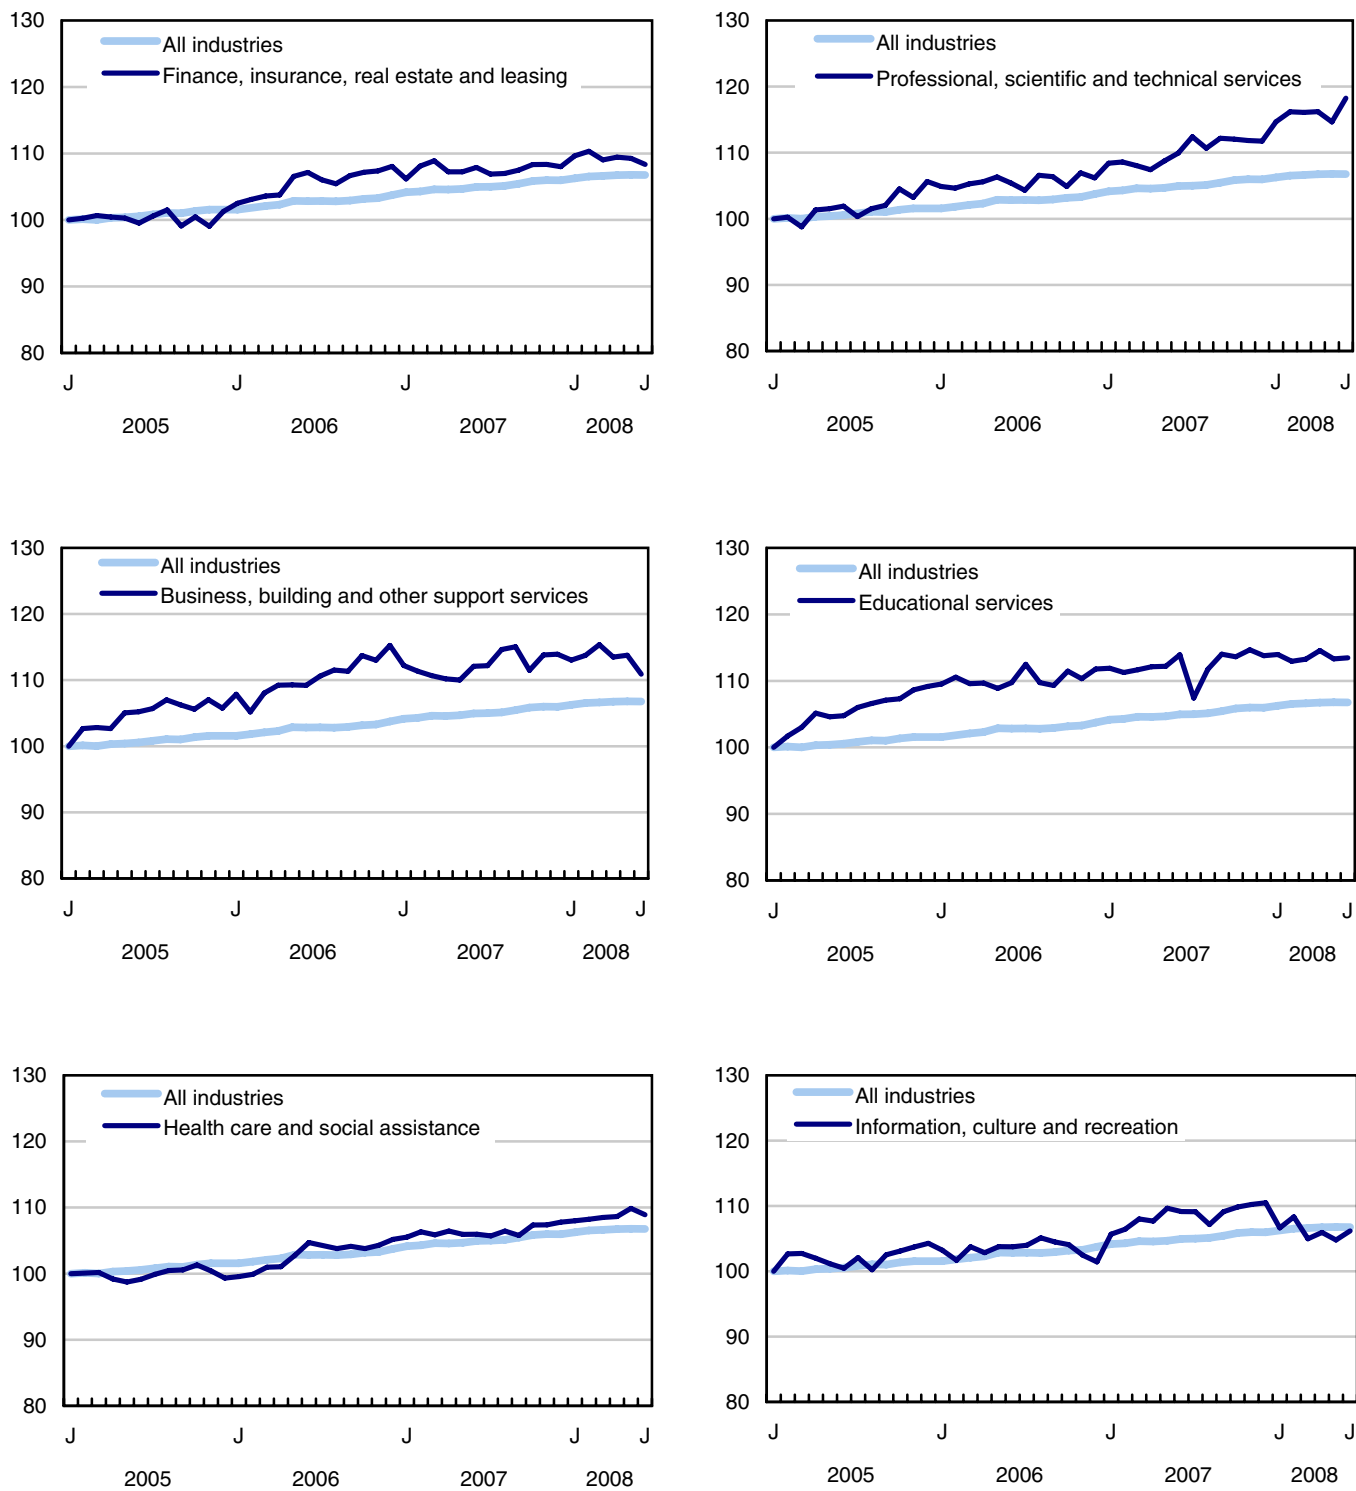 130
All industries
Finance, insurance, real estate and leasing
120
110
100
90
80
J J J J J
2005 2006 2007 2008
130
All industries
Professional, scientific and technical services
120
110
100
90
80
J J J J J
2005 2006 2007 2008
130
All industries
Business, building and other support services
120
110
100
90
80
J J J J J
2005 2006 2007 2008
130
All industries
Educational services
120
110
100
90
80
J J J J J
2005 2006 2007 2008
130
All industries
Health care and social assistance
120
110
100
90
80
J J J J J
2005 2006 2007 2008
130
All industries
Information, culture and recreation
120
110
100
90
80
J J J J J
2005 2006 2007 2008